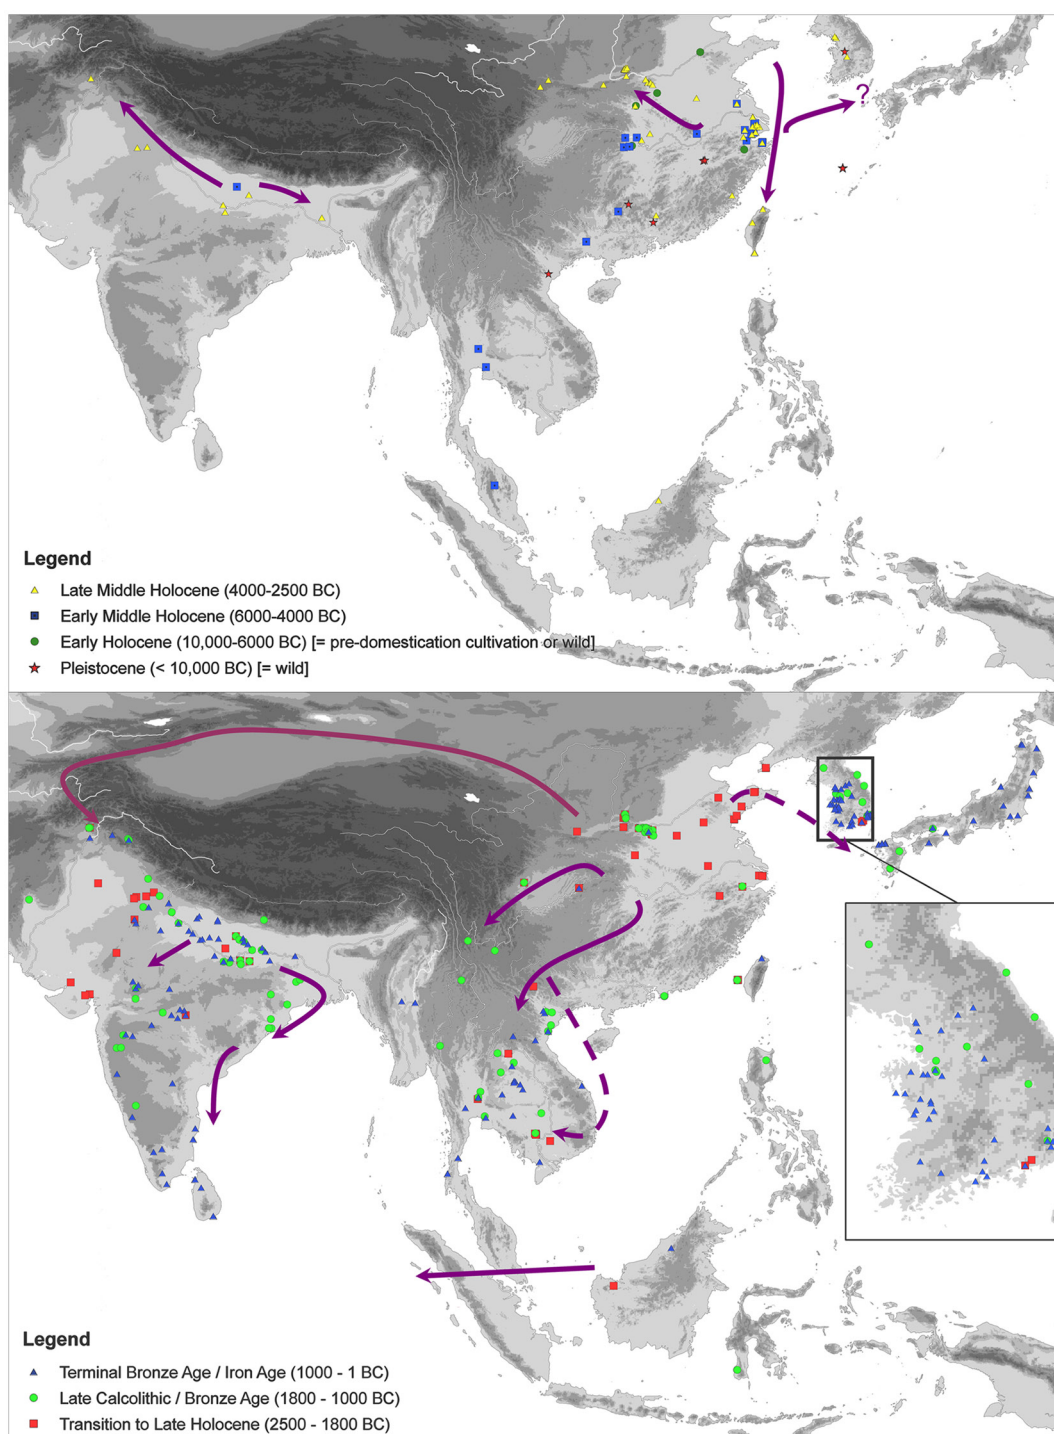 ?
Legend
Late Middle Holocene (4000-2500 BC)
Early Middle Holocene (6000-4000 BC)
Early Holocene (10,000-6000 BC) [= pre-domestication cultivation or wild]
Pleistocene (< 10,000 BC) [= wild]
Legend
Terminal Bronze Age / Iron Age (1000 - 1 BC)
Late Calcolithic / Bronze Age (1800 - 1000 BC)
Transition to Late Holocene (2500 - 1800 BC)